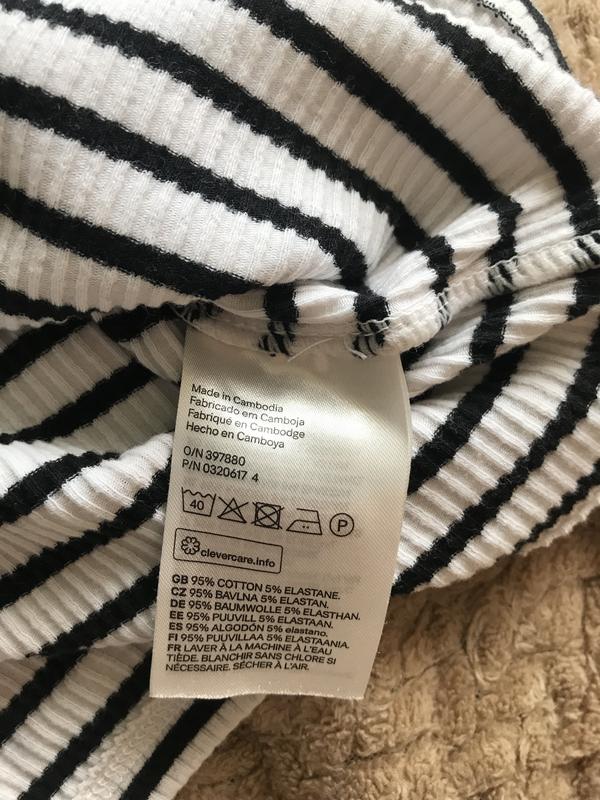 Made in Cambodia
Fabricado em Camboja
Fabriqué en Cambodge
Hecho en Camboya
O/N 397880
P/N 0320617 4
40
P
clevercare.info
GB 95% COTTON 5% ELASTANE.
CZ 95% BAVLNA 5% ELASTAN.
DE 95% BAUMWOLLE 5% ELASTHAN.
EE 95% PUUVILL 5% ELASTAAN.
ES 95% ALGODÓN 5% elastano.
FI 95% PUUVILLAA 5% ELASTAANIA.
FR LAVER À LA MACHINE À L'EAU
TIÈDE. BLANCHIR SANS CHLORE SI
NÉCESSAIRE. SÉCHER À L'AIR.